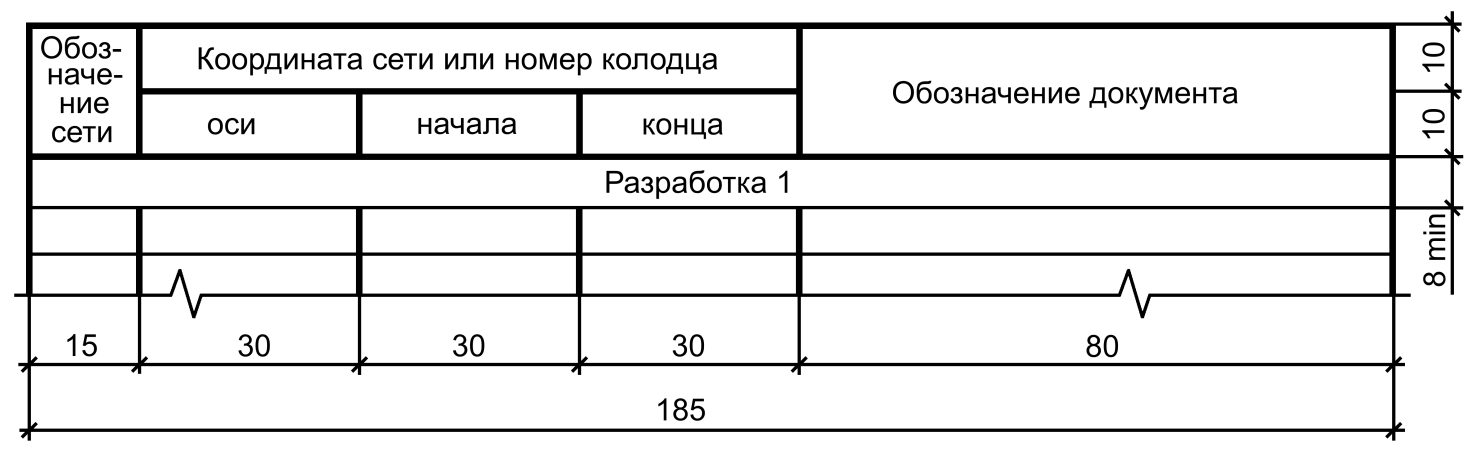 Обоз-
наче-
ние
сети
Координата сети или номер колодца
Обозначение документа
оси
начала
конца
Разработка 1
10
10
8 min
15
30
30
30
80
185